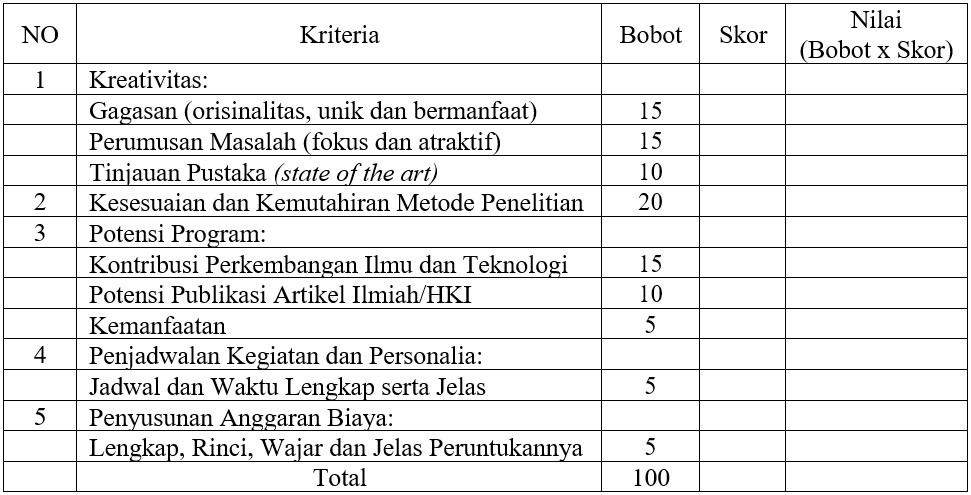 NO Kriteria Bobot Skor Nilai
(Bobot x Skor)
1 Kreativitas:
Gagasan (orisinalitas, unik dan bermanfaat) 15
Perumusan Masalah (fokus dan atraktif) 15
Tinjauan Pustaka (state of the art) 10
2 Kesesuaian dan Kemutahiran Metode Penelitian 20
3 Potensi Program:
Kontribusi Perkembangan Ilmu dan Teknologi 15
Potensi Publikasi Artikel Ilmiah/HKI 10
Kemanfaatan 5
4 Penjadwalan Kegiatan dan Personalia:
Jadwal dan Waktu Lengkap serta Jelas 5
5 Penyusunan Anggaran Biaya:
Lengkap, Rinci, Wajar dan Jelas Peruntukannya 5
Total 100